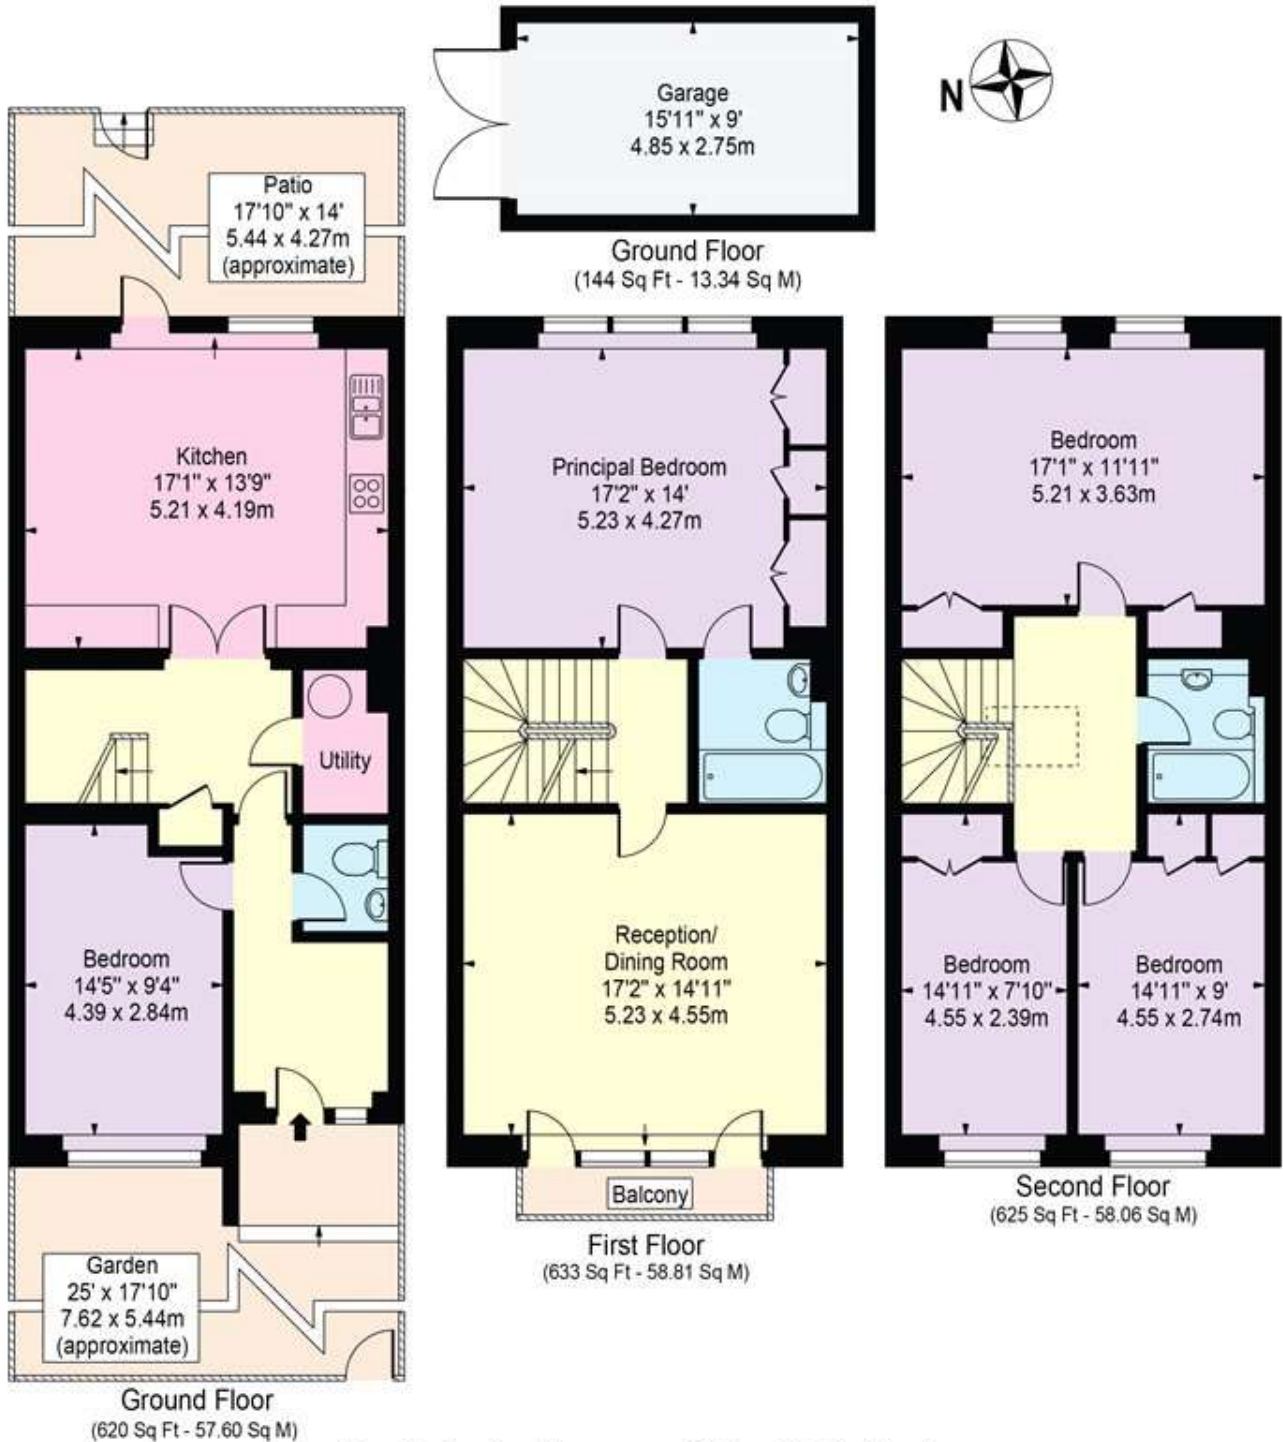 Garage
15'11" x 9'
4.85 x 2.75m
Ground Floor
(144 Sq Ft - 13.34 Sq M)
N
Patio
17'10" x 14'
5.44 x 4.27m
(approximate)
Kitchen
17'1" x 13'9"
5.21 x 4.19m
Utility
Bedroom
14'5" x 9'4"
4.39 x 2.84m
Garden
25' x 17'10"
7.62 x 5.44m
(approximate)
Ground Floor
(620 Sq Ft - 57.60 Sq M)
Principal Bedroom
17'2" x 14'
5.23 x 4.27m
Reception/
Dining Room
17'2" x 14'11"
5.23 x 4.55m
Balcony
First Floor
(633 Sq Ft - 58.81 Sq M)
Bedroom
17'1" x 11'11"
5.21 x 3.63m
Bedroom
14'11" x 7'10"
4.55 x 2.39m
Bedroom
14'11" x 9'
4.55 x 2.74m
Second Floor
(625 Sq Ft - 58.06 Sq M)